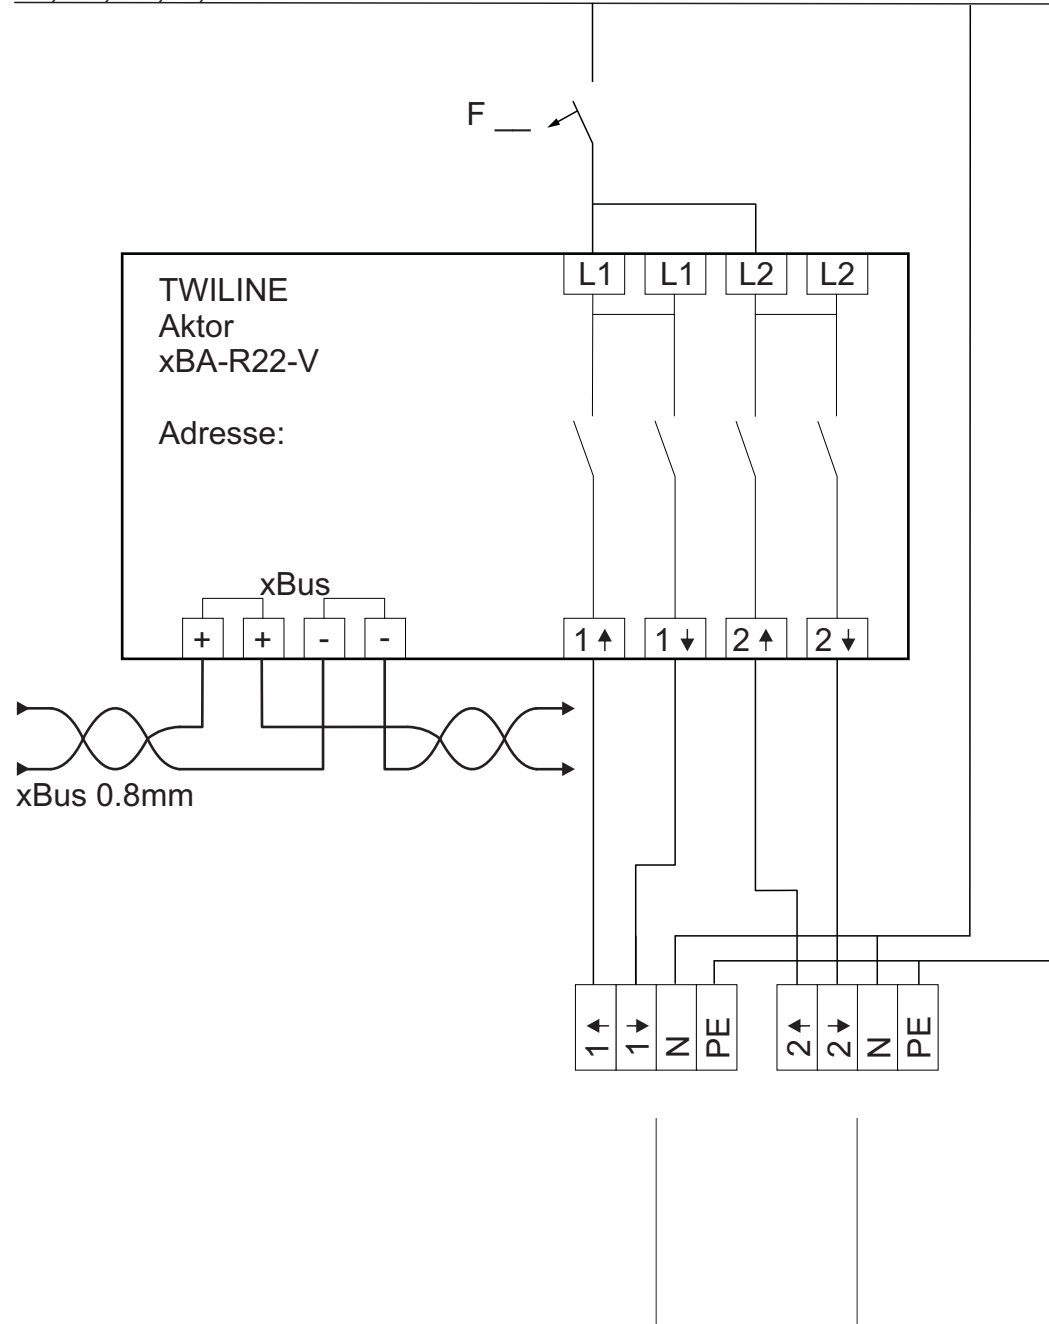 F __
L1 L1 L2 L2
TWILINE
Aktor
xBA-R22-V
Adresse:
xBus
+ + - -
1 ↑ 1 ↓ 2 ↑ 2 ↓
xBus 0.8mm
1 ↑ 1 ↓ N PE 2 ↑ 2 ↓ N PE